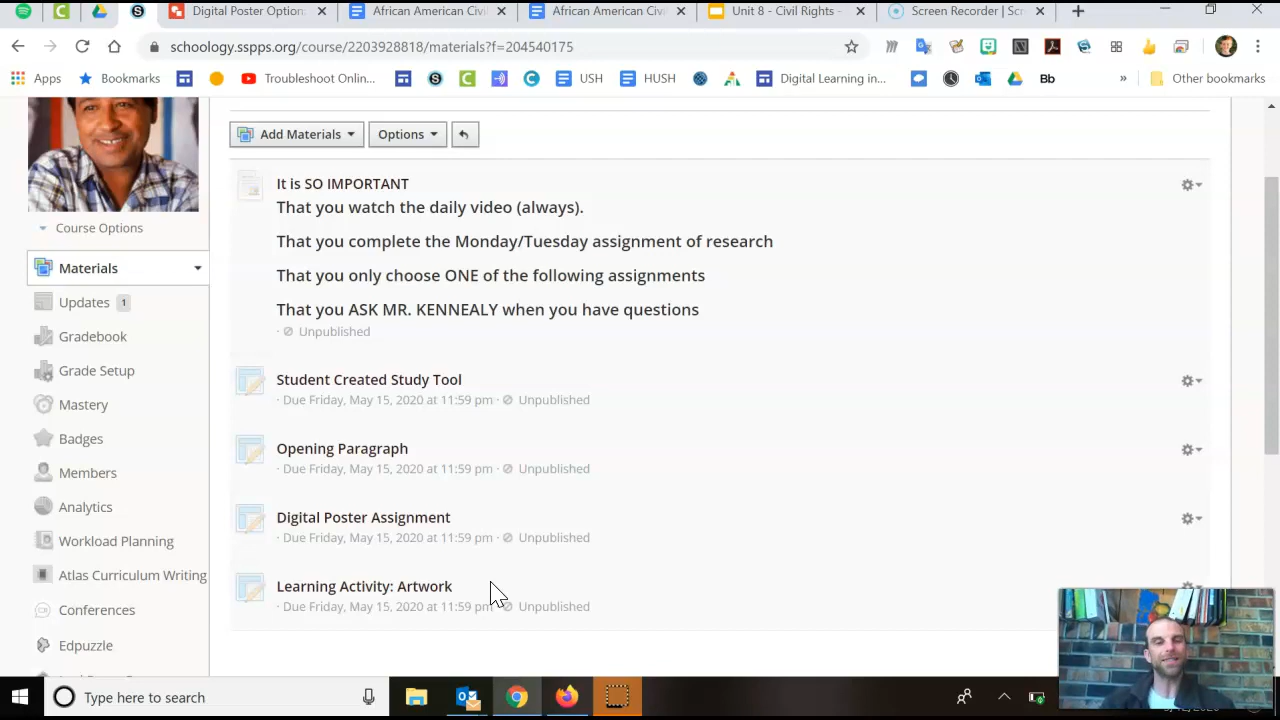 Digital Poster Option:
African American Civi
African American Civi
Unit 8 - Civil Rights -
Screen Recorder | Scr
schoology.sspps.org/course/2203928818/materials?f=204540175
Apps
Bookmarks
Troubleshoot Onlin...
USH
HUSH
Digital Learning in...
Bb
»
Other bookmarks
Add Materials
Options
Course Options
Materials
Updates 1
Gradebook
Grade Setup
Mastery
Badges
Members
Analytics
Workload Planning
Atlas Curriculum Writing
Conferences
Edpuzzle
It is SO IMPORTANT
That you watch the daily video (always).
That you complete the Monday/Tuesday assignment of research
That you only choose ONE of the following assignments
That you ASK MR. KENNEALY when you have questions
· Unpublished
Student Created Study Tool
· Due Friday, May 15, 2020 at 11:59 pm · Unpublished
Opening Paragraph
· Due Friday, May 15, 2020 at 11:59 pm · Unpublished
Digital Poster Assignment
· Due Friday, May 15, 2020 at 11:59 pm · Unpublished
Learning Activity: Artwork
· Due Friday, May 15, 2020 at 11:59 pm Unpublished
Type here to search